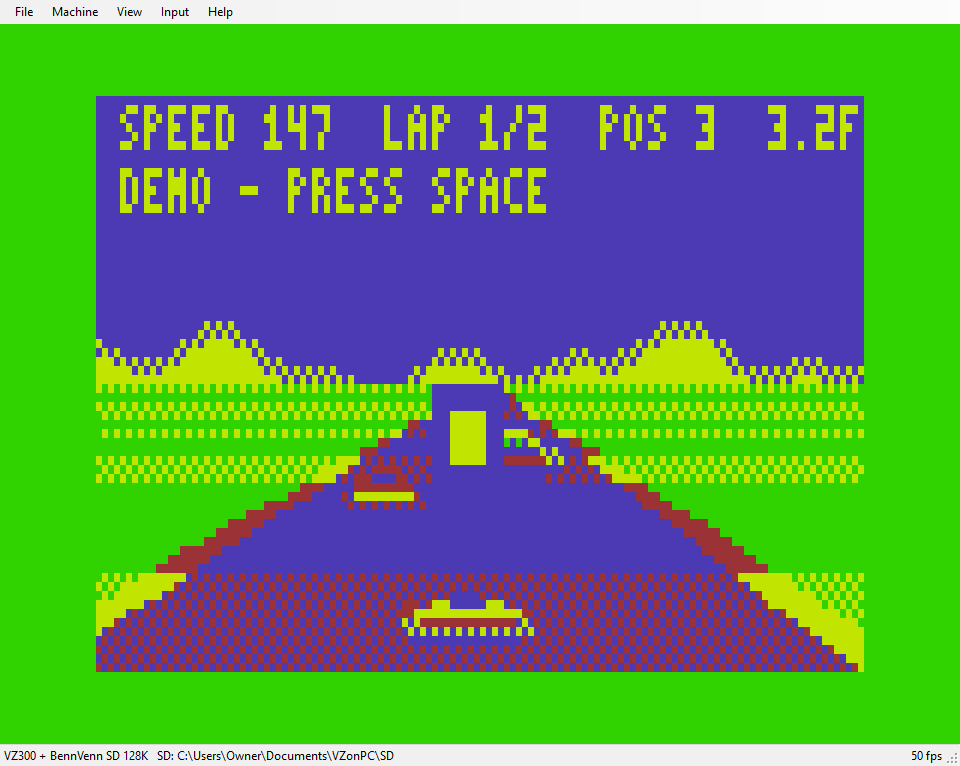 File Machine View Input Help
SPEED 147 LAP 1/2 POS 3 3.2F
DEMO - PRESS SPACE
VZ300 + BennVenn SD 128K SD: C:\Users\Owner\Documents\VZonPC\SD 50 fps